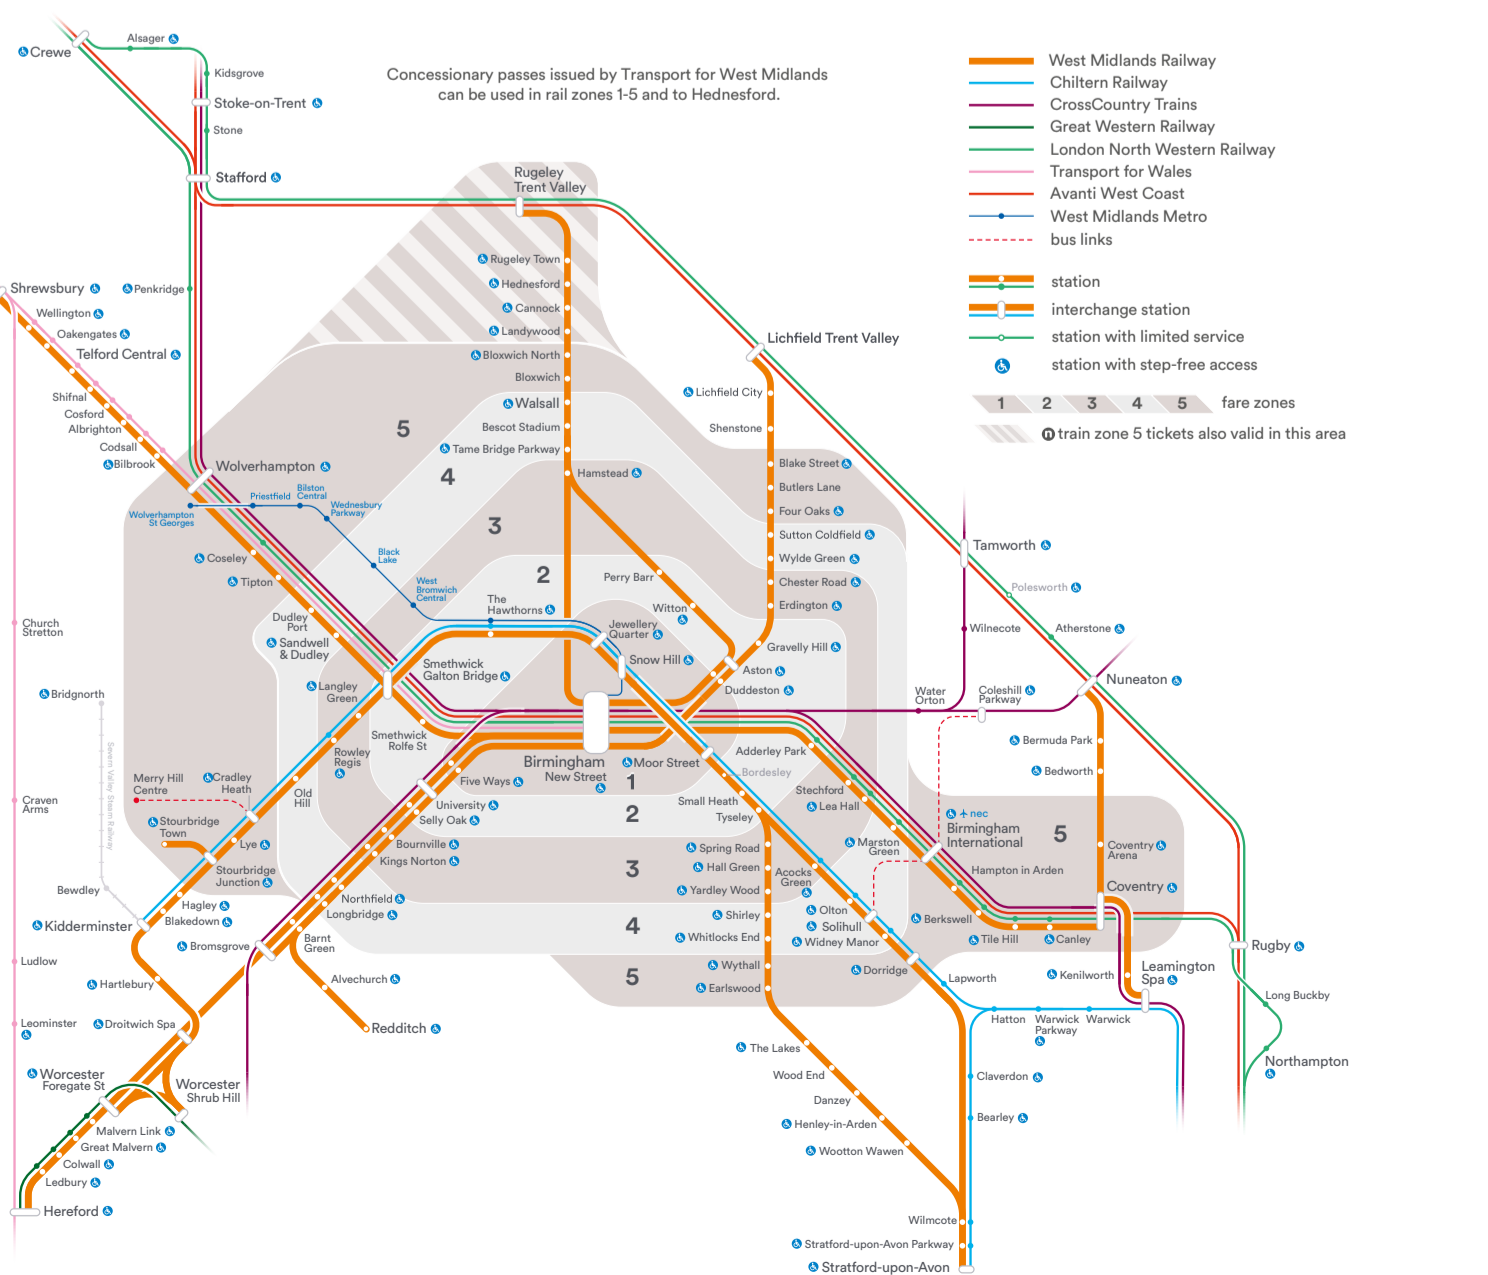 Alsager
Crewe
Kidsgrove
Stoke-on-Trent
Stone
Stafford
Concessionary passes issued by Transport for West Midlands
can be used in rail zones 1-5 and to Hednesford.
West Midlands Railway
Chiltern Railway
CrossCountry Trains
Great Western Railway
London North Western Railway
Transport for Wales
Avanti West Coast
West Midlands Metro
bus links
station
interchange station
station with limited service
station with step-free access
1 2 3 4 5 fare zones
n train zone 5 tickets also valid in this area
Rugeley
Trent Valley
Rugeley Town
Hednesford
Cannock
Landywood
Bloxwich North
Bloxwich
Walsall
Bescot Stadium
Tame Bridge Parkway
Hamstead
Perry Barr
Witton
Lichfield Trent Valley
Lichfield City
Shenstone
Blake Street
Butlers Lane
Four Oaks
Sutton Coldfield
Wylde Green
Chester Road
Erdington
Gravelly Hill
Aston
Duddeston
Penkridge
Shrewsbury
Wellington
Oakengates
Telford Central
Shifnal
Cosford
Albrighton
Codsall
Bilbrook
Wolverhampton
Wolverhampton
St Georges
Priestfield
Bilston
Central
Wednesbury
Parkway
Black
Lake
West
Bromwich
Central
The
Hawthorns
Jewellery
Quarter
Snow Hill
Coseley
Tipton
Dudley
Port
Sandwell
& Dudley
Langley
Green
Smethwick
Galton Bridge
Smethwick
Rolfe St
Rowley
Regis
Old
Hill
Cradley
Heath
Merry Hill
Centre
Stourbridge
Town
Lye
Stourbridge
Junction
Hagley
Blakedown
Kidderminster
Bridgnorth
Severn Valley Steam Railway
Bewdley
Church
Stretton
Craven
Arms
Ludlow
Leominster
Hereford
Hartlebury
Droitwich Spa
Worcester
Foregate St
Worcester
Shrub Hill
Malvern Link
Great Malvern
Colwall
Ledbury
Bromsgrove
Barnt
Green
Alvechurch
Redditch
Longbridge
Northfield
Kings Norton
Bournville
Selly Oak
University
Five Ways
Birmingham
New Street
Moor Street
Bordesley
Small Heath
Tyseley
Adderley Park
Stechford
Lea Hall
Marston
Green
nec
Birmingham
International
Hampton in Arden
Berkswell
Tile Hill
Canley
Coventry
Coventry
Arena
Bedworth
Bermuda Park
Nuneaton
Atherstone
Polesworth
Tamworth
Wilnecote
Water
Orton
Coleshill
Parkway
Spring Road
Hall Green
Yardley Wood
Shirley
Whitlocks End
Wythall
Earlswood
The Lakes
Wood End
Danzey
Henley-in-Arden
Wootton Wawen
Wilmcote
Stratford-upon-Avon Parkway
Stratford-upon-Avon
Acocks
Green
Olton
Solihull
Widney Manor
Dorridge
Lapworth
Hatton
Warwick
Parkway
Warwick
Leamington
Spa
Kenilworth
Claverdon
Bearley
Rugby
Long Buckby
Northampton
5
4
3
2
1
2
3
4
5
5